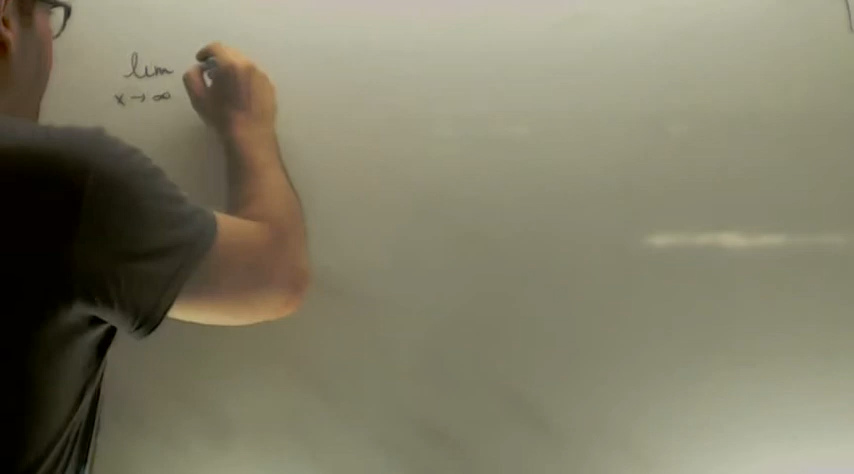 lim
x → ∞